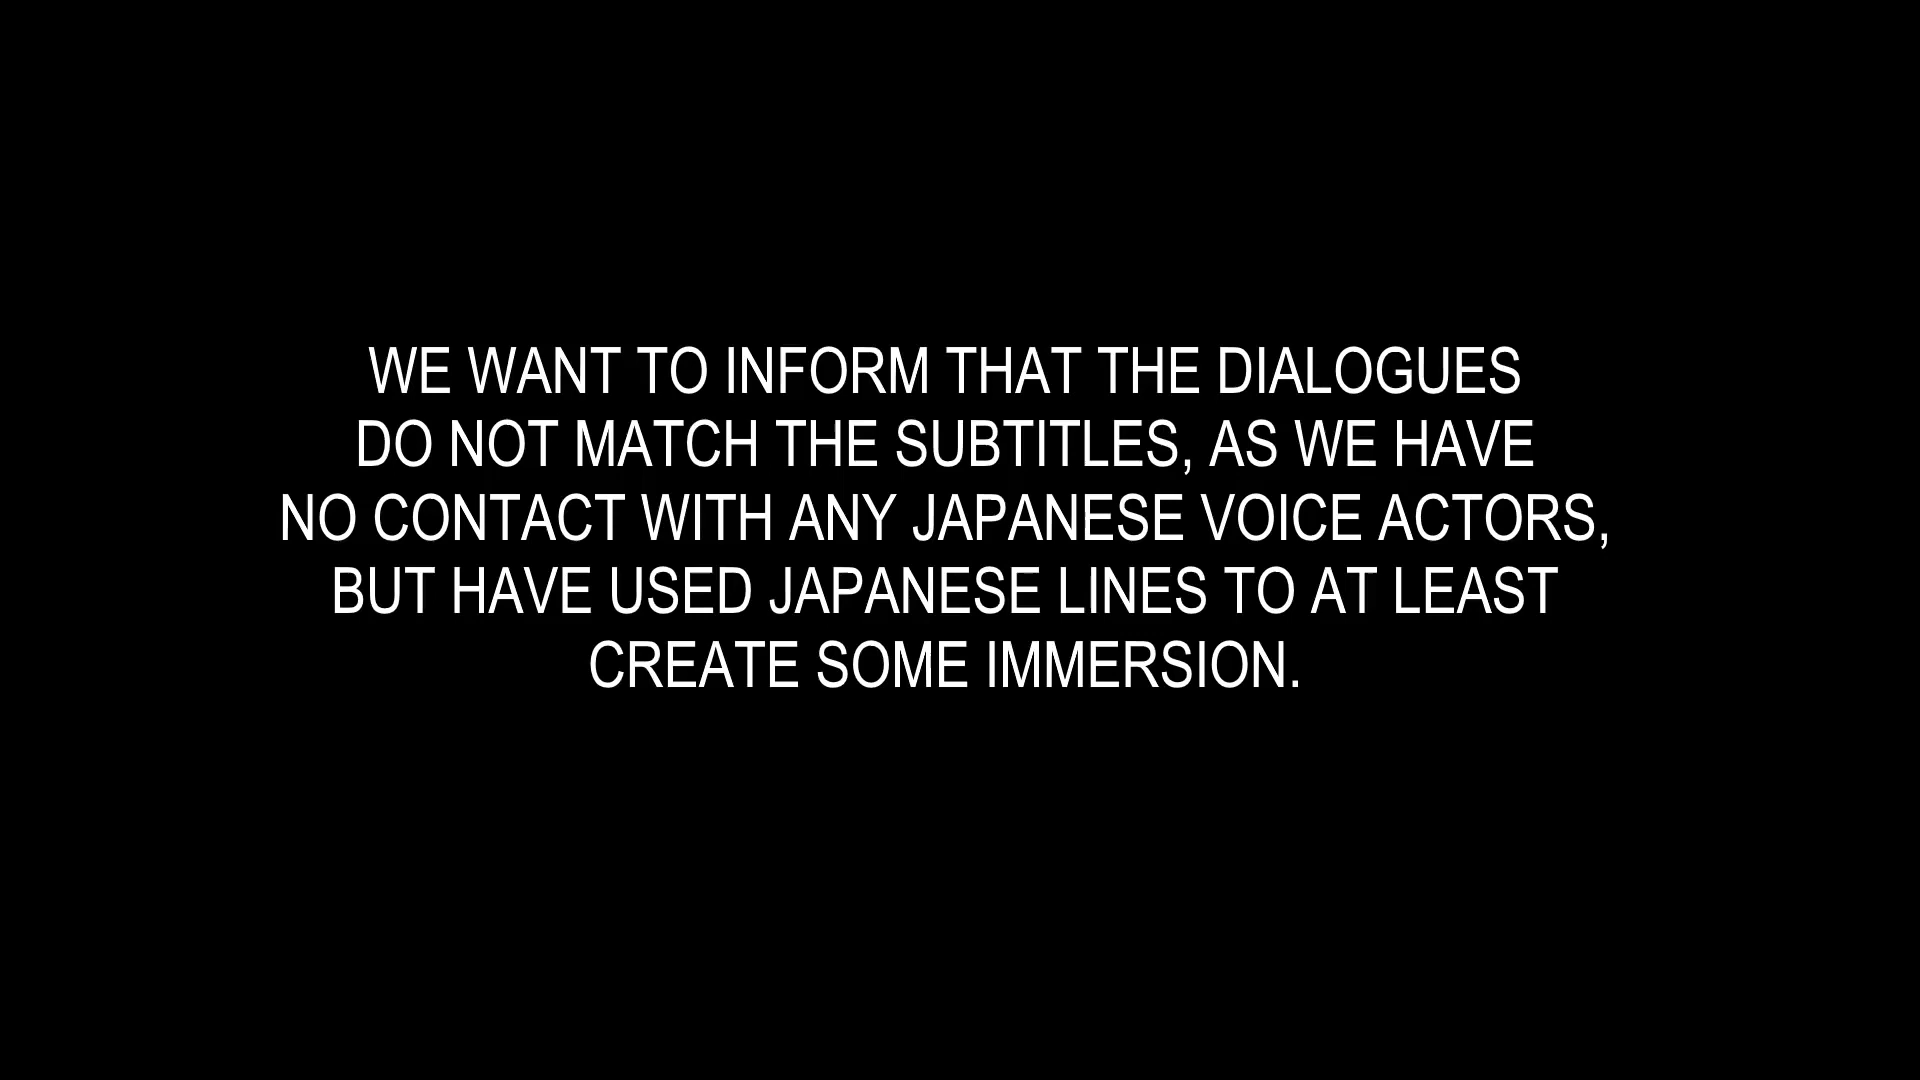 WE WANT TO INFORM THAT THE DIALOGUES
DO NOT MATCH THE SUBTITLES, AS WE HAVE
NO CONTACT WITH ANY JAPANESE VOICE ACTORS,
BUT HAVE USED JAPANESE LINES TO AT LEAST
CREATE SOME IMMERSION.